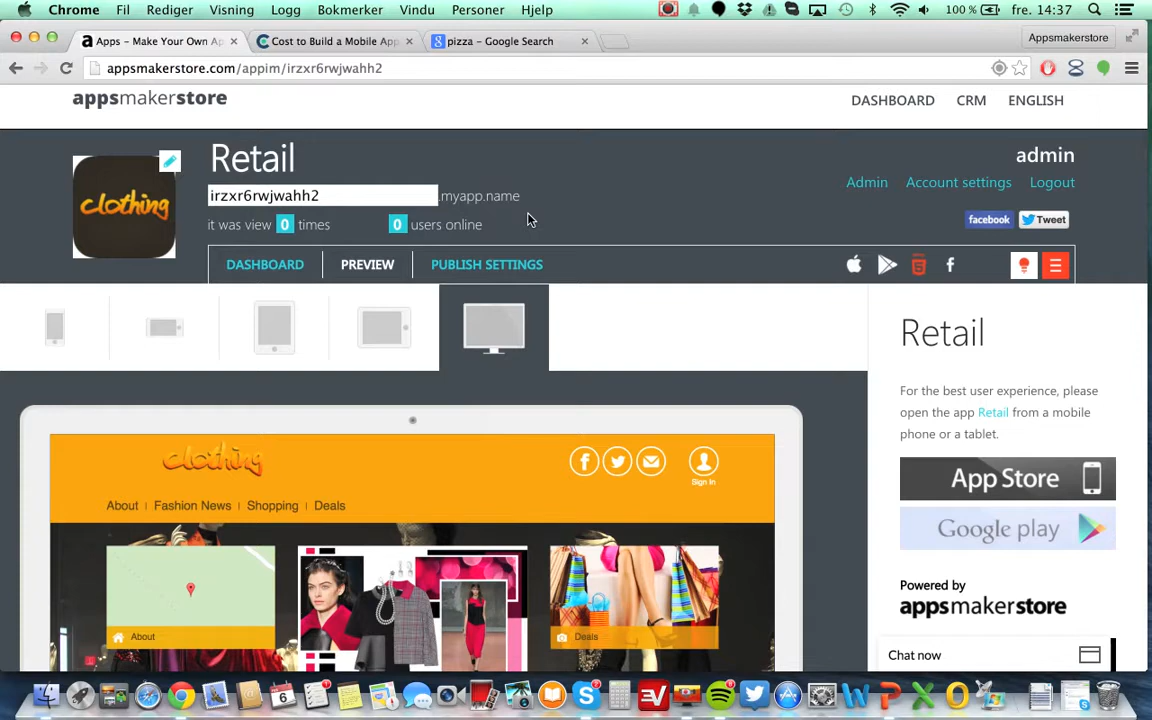 Chrome Fil Rediger Visning Logg Bokmerker Vindu Personer Hjelp 100 % fre. 14:37
Apps – Make Your Own Ap Cost to Build a Mobile App pizza – Google Search Appsmakerstore
appsmakerstore.com/appim/irzxr6rwjwahh2
appsmakerstore DASHBOARD CRM ENGLISH
Retail admin
irzxr6rwjwahh2 .myapp.name Admin Account settings Logout
it was view 0 times 0 users online facebook Tweet
DASHBOARD PREVIEW PUBLISH SETTINGS
clothing
Retail
For the best user experience, please
open the app Retail from a mobile
phone or a tablet.
App Store
Google play
Powered by
appsmakerstore
Chat now
clothing
Sign In
About Fashion News Shopping Deals
About Deals
6